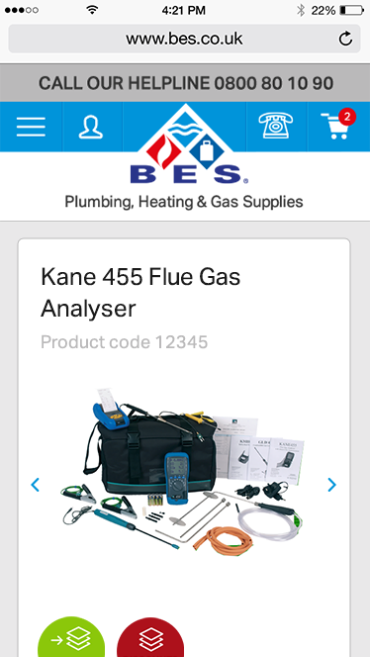 4:21 PM
22%
www.bes.co.uk
CALL OUR HELPLINE 0800 80 10 90
2
BES.
Plumbing, Heating & Gas Supplies
Kane 455 Flue Gas
Analyser
Product code 12345